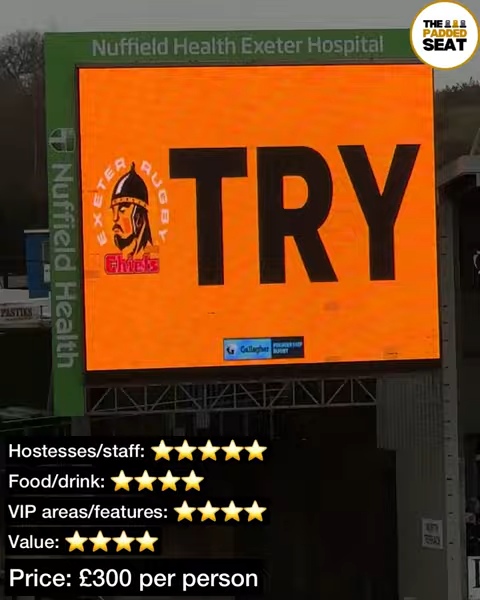 THE
PADDED
SEAT
Nuffield Health Exeter Hospital
Nuffield Health
EXETER RUGBY
Chiefs
TRY
Gallagher
PREMIERSHIP
RUGBY
PASTIES
NORTH
TERRACE
Hostesses/staff: ⭐⭐⭐⭐⭐
Food/drink: ⭐⭐⭐⭐
VIP areas/features: ⭐⭐⭐⭐
Value: ⭐⭐⭐⭐
Price: £300 per person